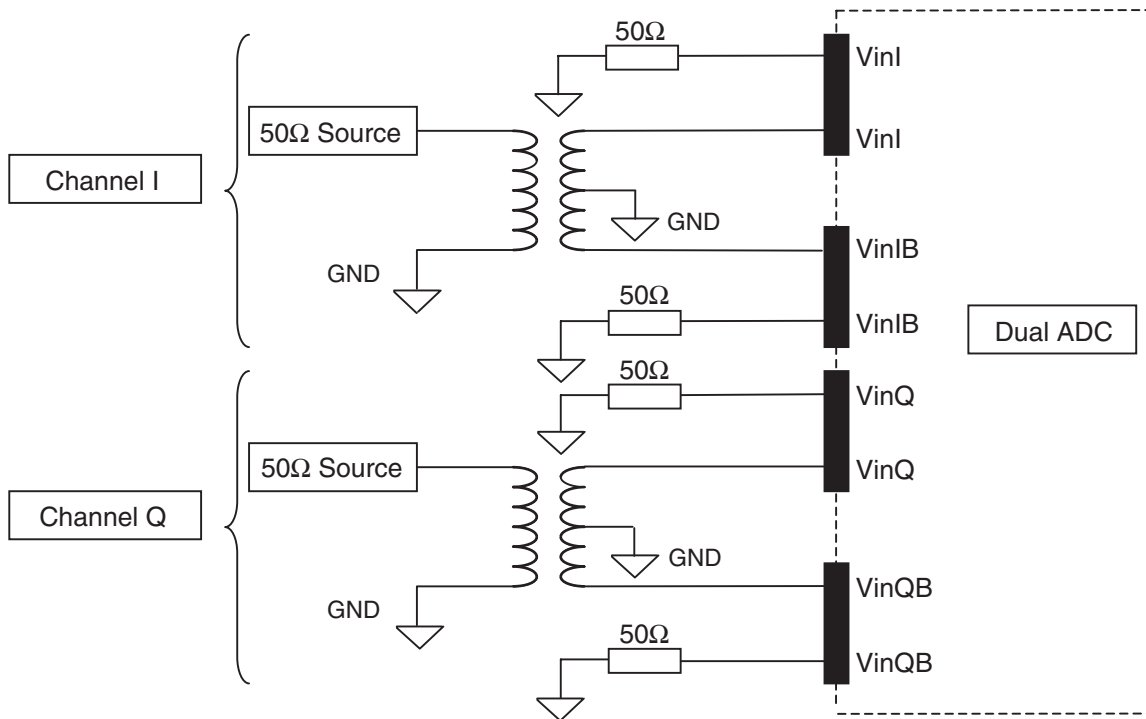 50Ω
VinI
50Ω Source
VinI
Channel I
GND
VinIB
GND
50Ω
VinIB
Dual ADC
50Ω
VinQ
50Ω Source
VinQ
Channel Q
GND
VinQB
GND
50Ω
VinQB